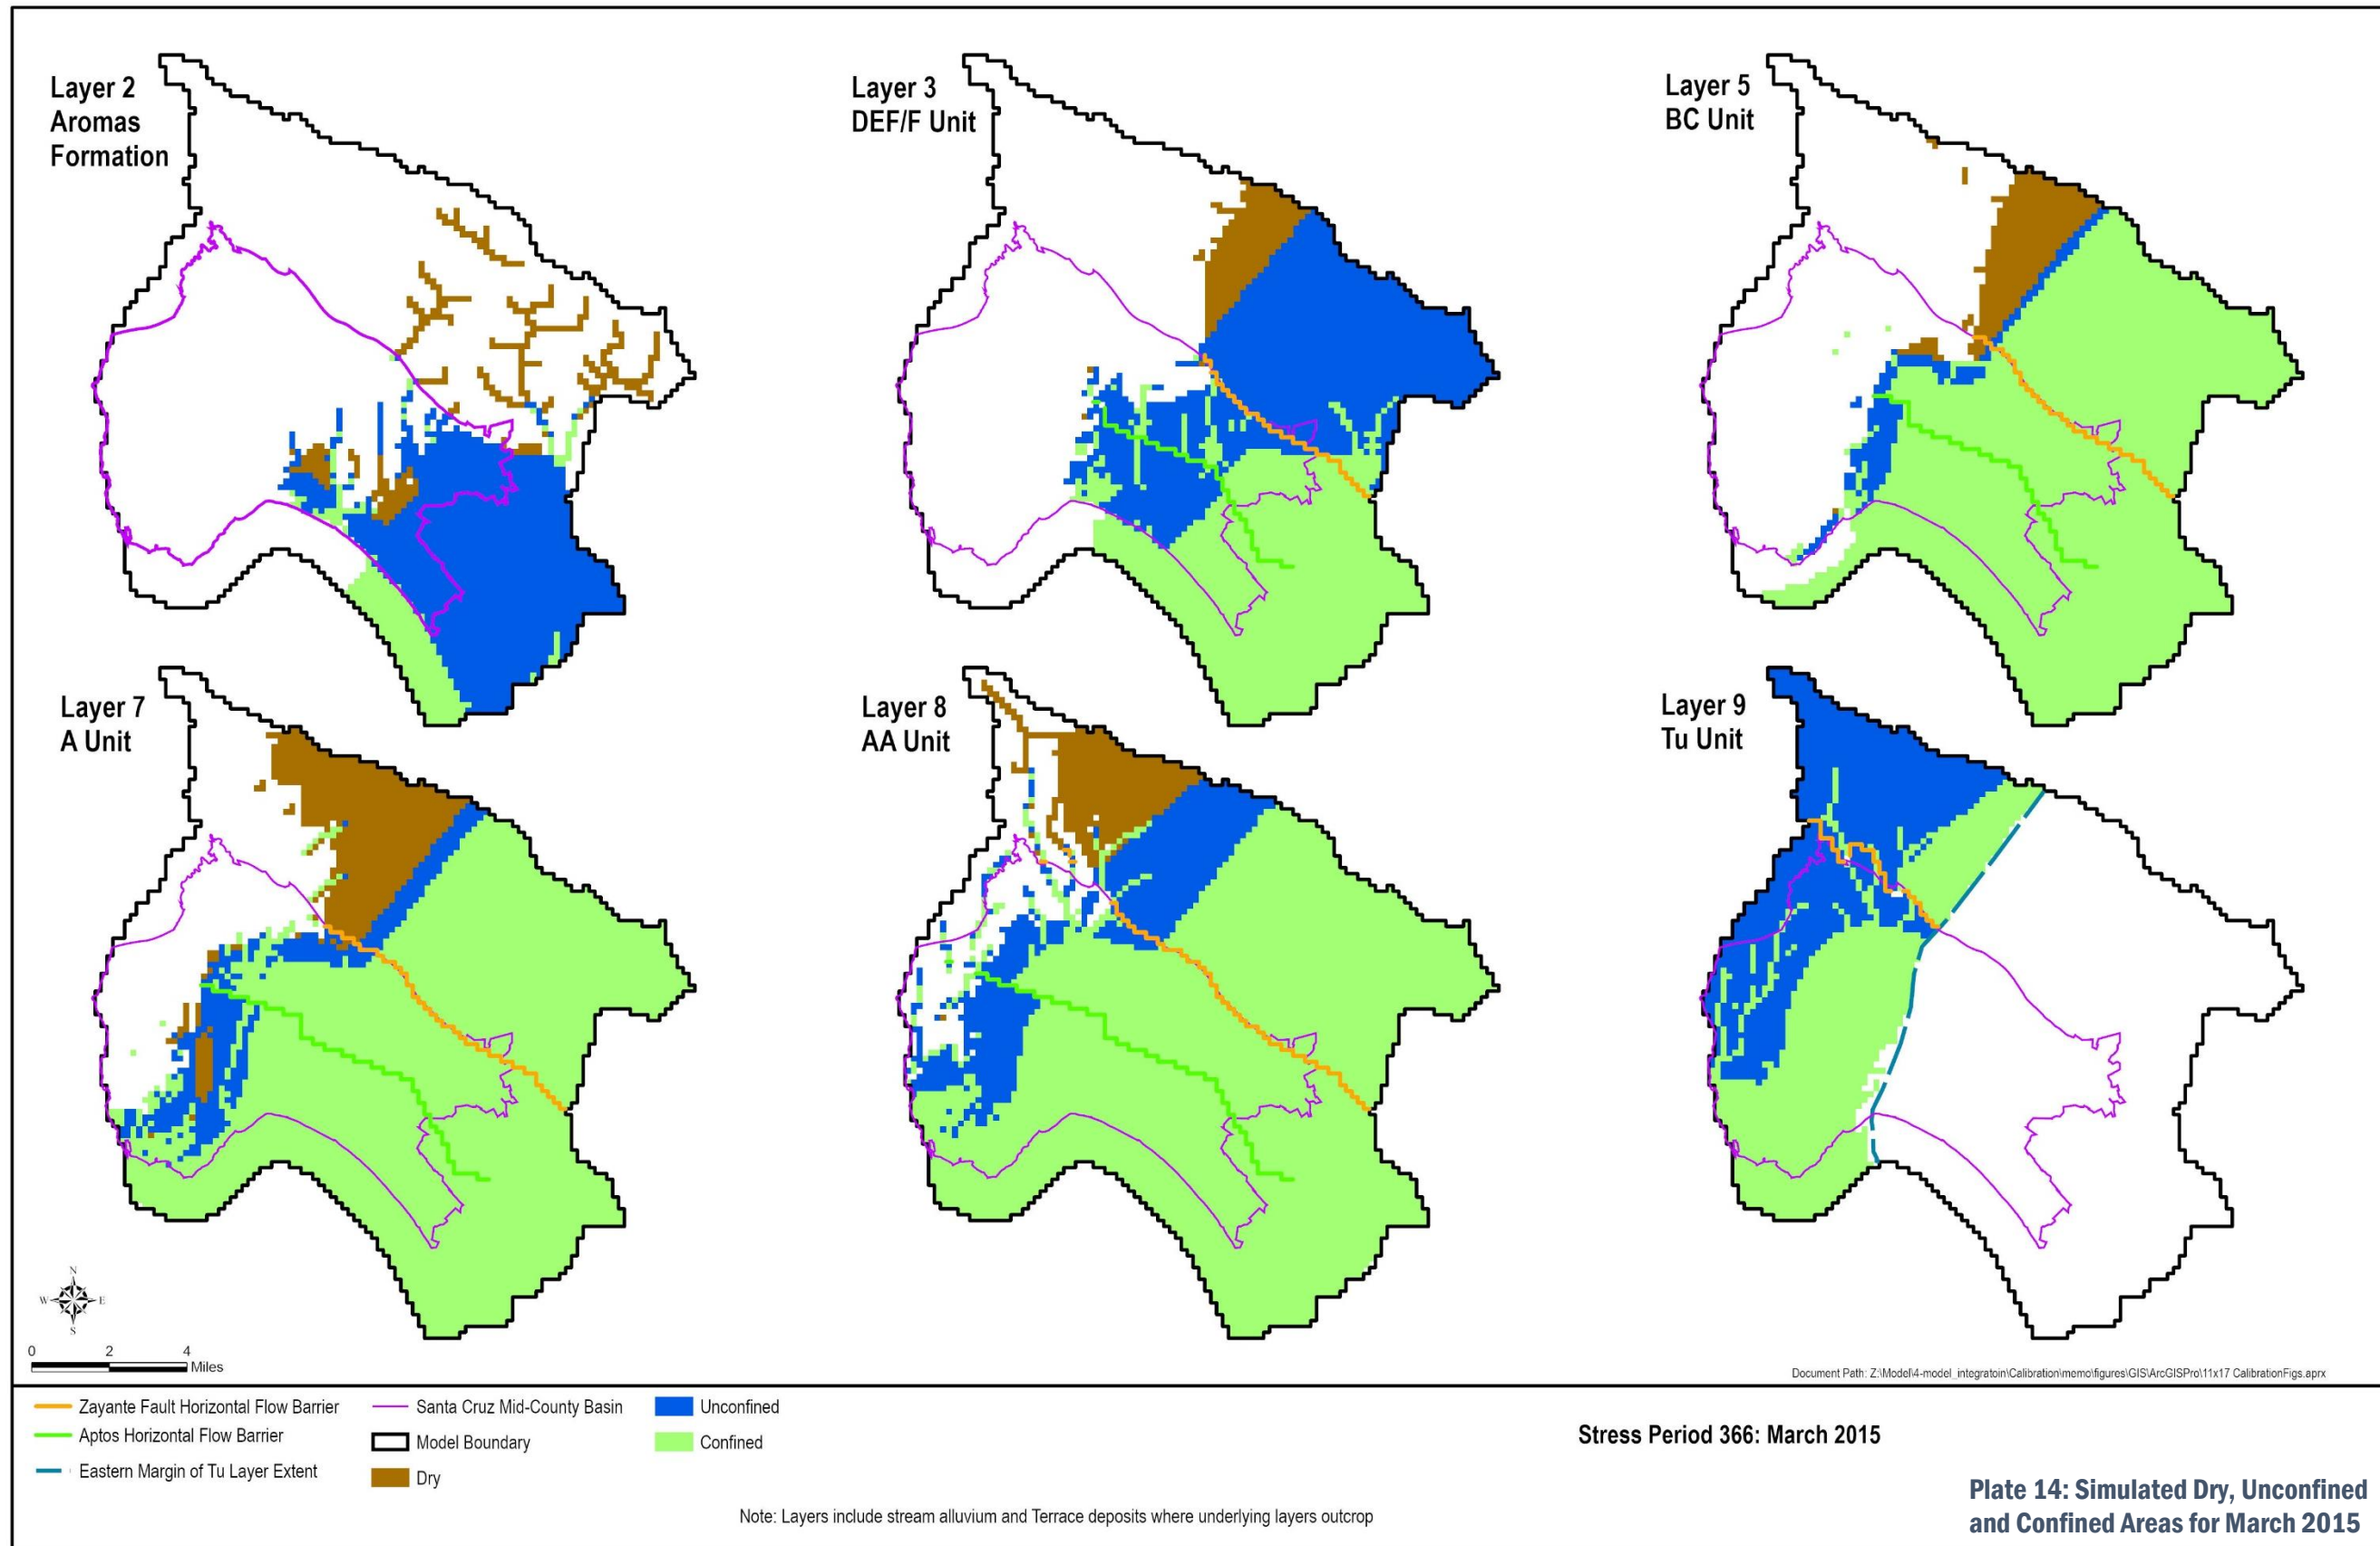 Layer 2
Aromas
Formation
Layer 3
DEF/F Unit
Layer 5
BC Unit
Layer 7
A Unit
Layer 8
AA Unit
Layer 9
Tu Unit
N
W E
S
0 2 4
Miles
Document Path: Z:\Model\4-model_integratoin\Calibration\memo\figures\GIS\ArcGISPro\11x17 CalibrationFigs.aprx
Zayante Fault Horizontal Flow Barrier
Aptos Horizontal Flow Barrier
Eastern Margin of Tu Layer Extent
Santa Cruz Mid-County Basin
Model Boundary
Dry
Unconfined
Confined
Stress Period 366: March 2015
Note: Layers include stream alluvium and Terrace deposits where underlying layers outcrop
Plate 14: Simulated Dry, Unconfined
and Confined Areas for March 2015